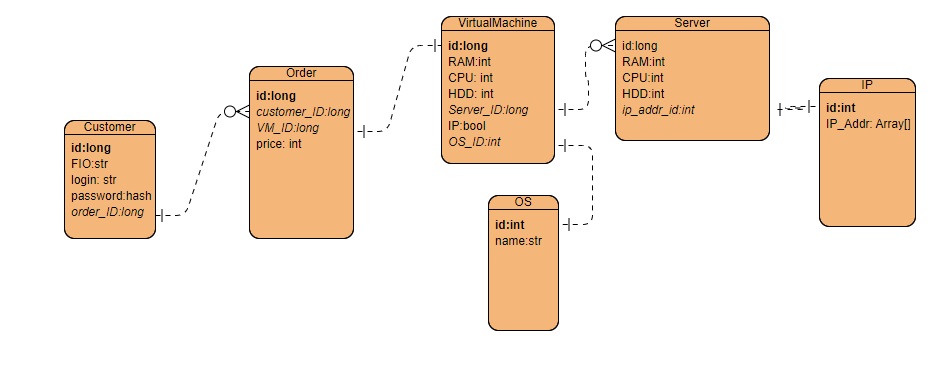 Customer
id:long
FIO:str
login: str
password:hash
order_ID:long
Order
id:long
customer_ID:long
VM_ID:long
price: int
VirtualMachine
id:long
RAM:int
CPU: int
HDD: int
Server_ID:long
IP:bool
OS_ID:int
OS
id:int
name:str
Server
id:long
RAM:int
CPU:int
HDD:int
ip_addr_id:int
IP
id:int
IP_Addr: Array[]